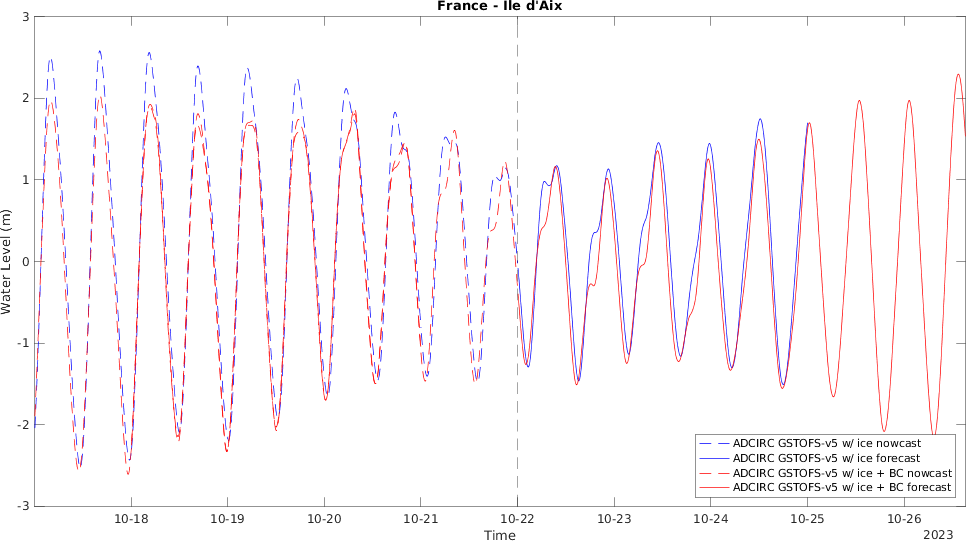 France - Ile d'Aix
3
2
1
0
-1
-2
-3
Water Level (m)
10-18 10-19 10-20 10-21 10-22 10-23 10-24 10-25 10-26
Time
2023
ADCIRC GSTOFS-v5 w/ ice nowcast
ADCIRC GSTOFS-v5 w/ ice forecast
ADCIRC GSTOFS-v5 w/ ice + BC nowcast
ADCIRC GSTOFS-v5 w/ ice + BC forecast